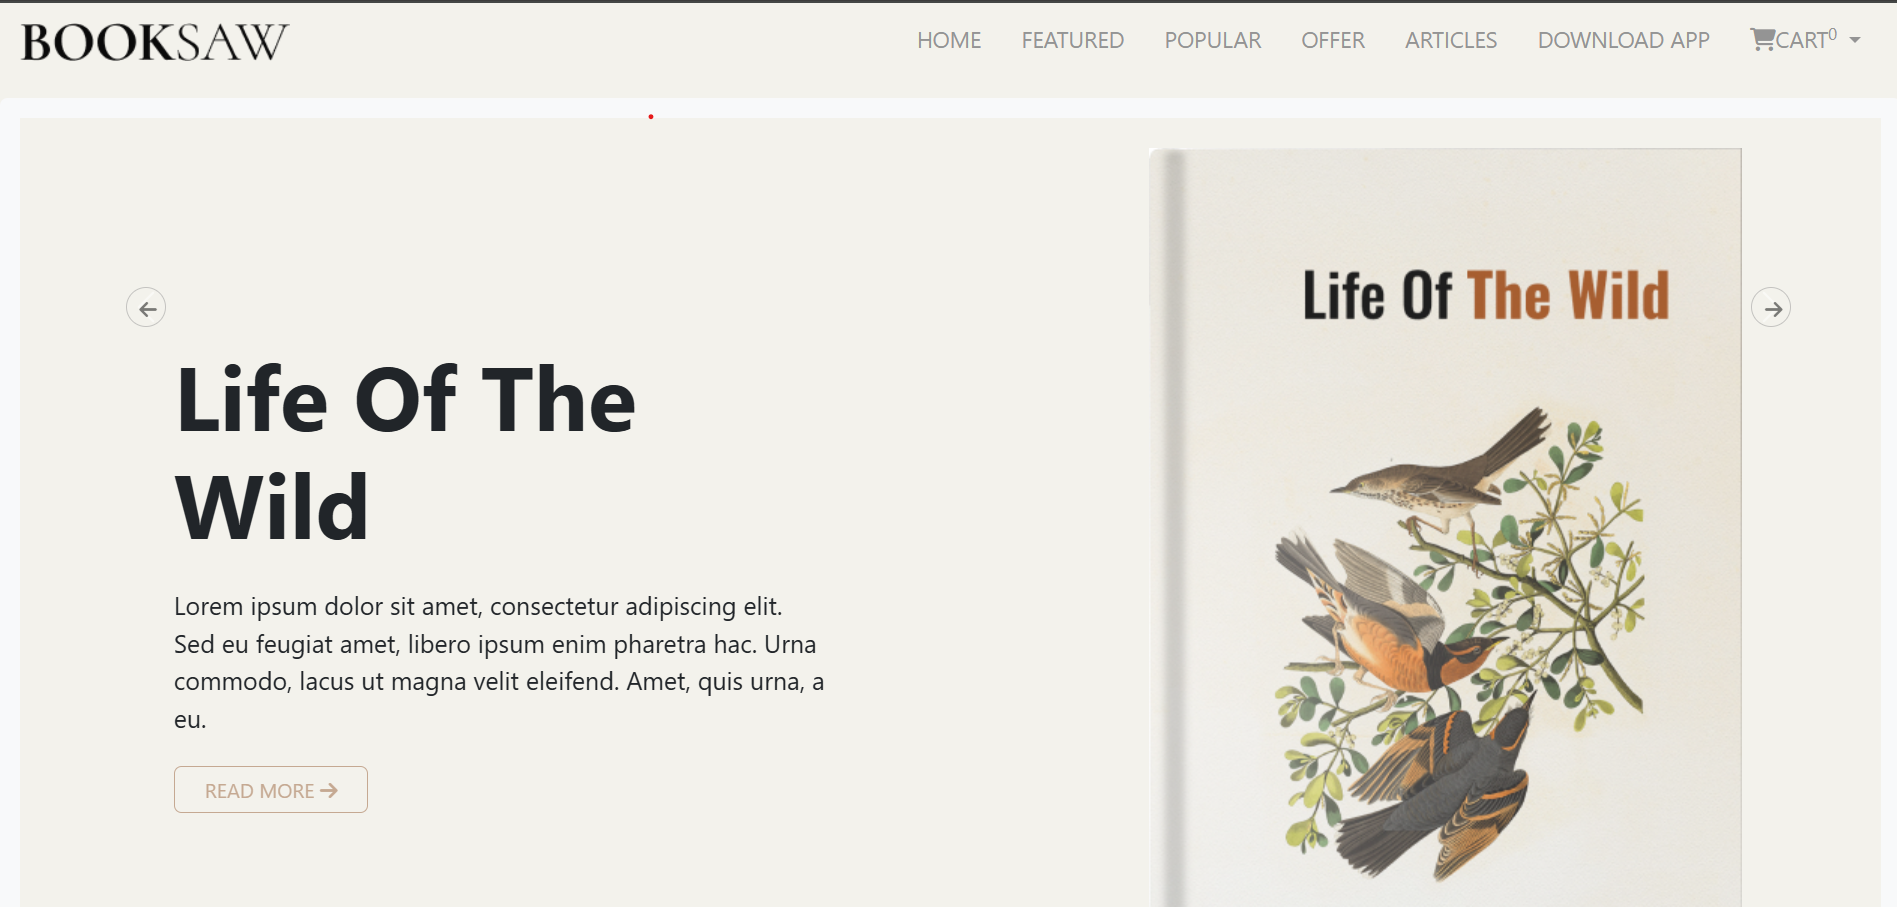 BOOKSAW
HOME FEATURED POPULAR OFFER ARTICLES DOWNLOAD APP CART0
Life Of The Wild
Life Of The
Wild
Lorem ipsum dolor sit amet, consectetur adipiscing elit.
Sed eu feugiat amet, libero ipsum enim pharetra hac. Urna
commodo, lacus ut magna velit eleifend. Amet, quis urna, a
eu.
READ MORE